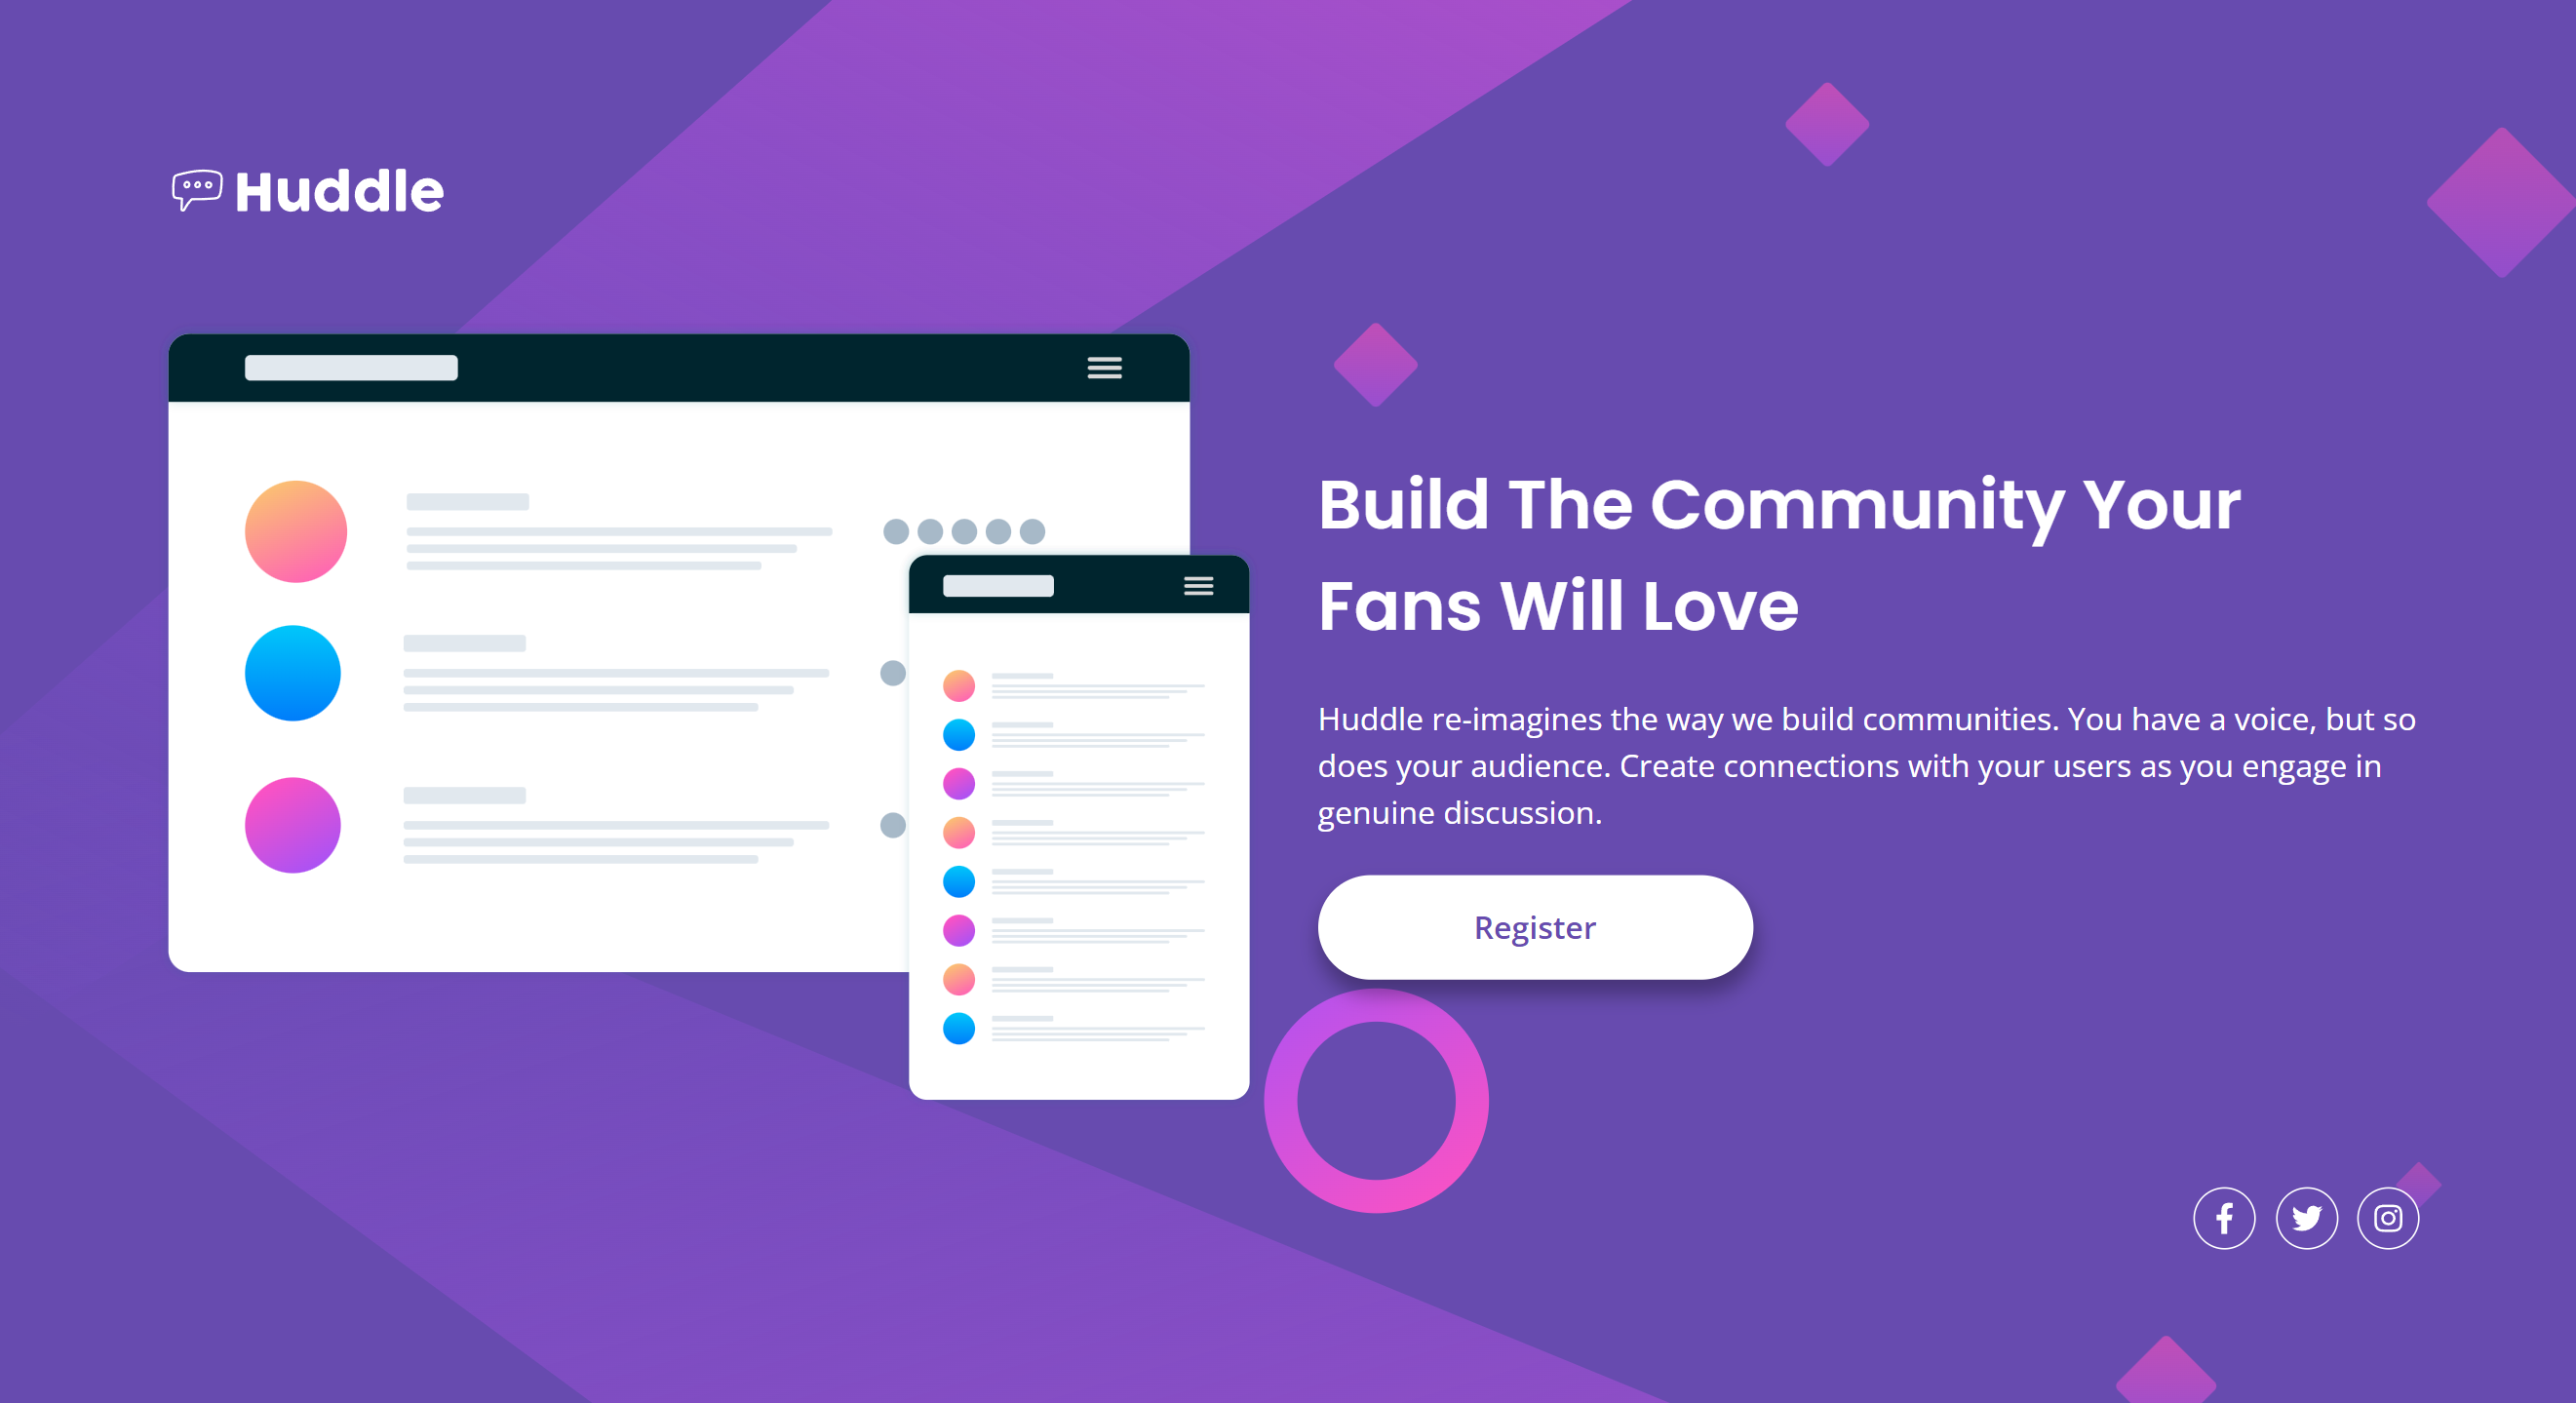 Huddle
Build The Community Your
Fans Will Love
Huddle re-imagines the way we build communities. You have a voice, but so
does your audience. Create connections with your users as you engage in
genuine discussion.
Register